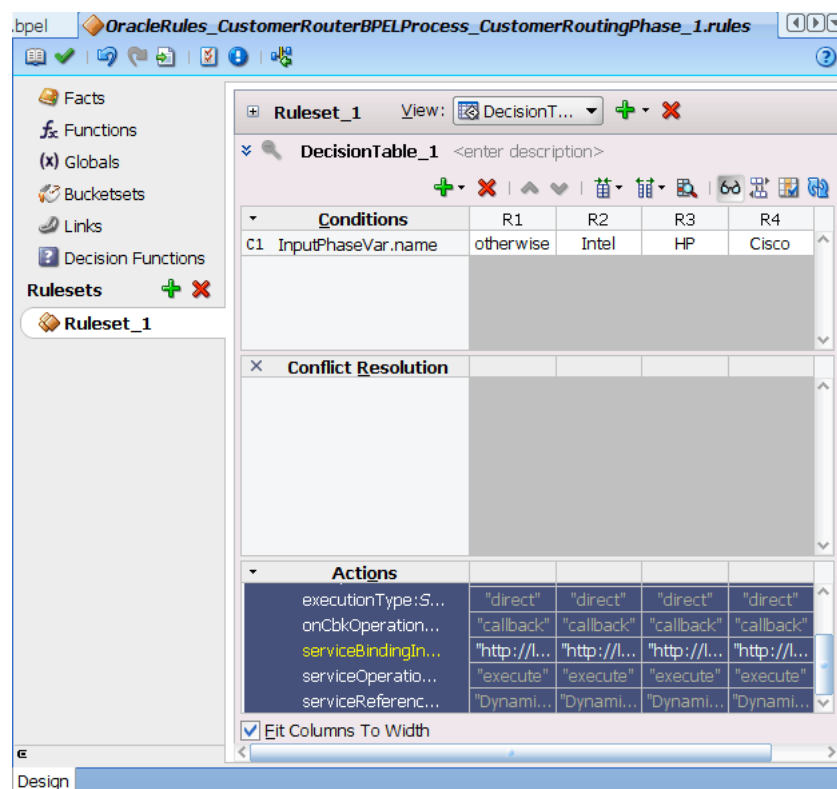 .bpel OracleRules_CustomerRouterBPELProcess_CustomerRoutingPhase_1.rules
Facts
fx Functions
(x) Globals
Bucketsets
Links
Decision Functions
Rulesets
Ruleset_1
Ruleset_1 View: DecisionT...
DecisionTable_1 <enter description>
Conditions R1 R2 R3 R4
C1 InputPhaseVar.name otherwise Intel HP Cisco
Conflict Resolution
Actions
executionType:S... "direct" "direct" "direct" "direct"
onCbkOperation... "callback" "callback" "callback" "callback"
serviceBindingIn... "http://l... "http://l... "http://l... "http://l...
serviceOperatio... "execute" "execute" "execute" "execute"
serviceReferenc... "Dynami... "Dynami... "Dynami... "Dynami...
Fit Columns To Width
Design